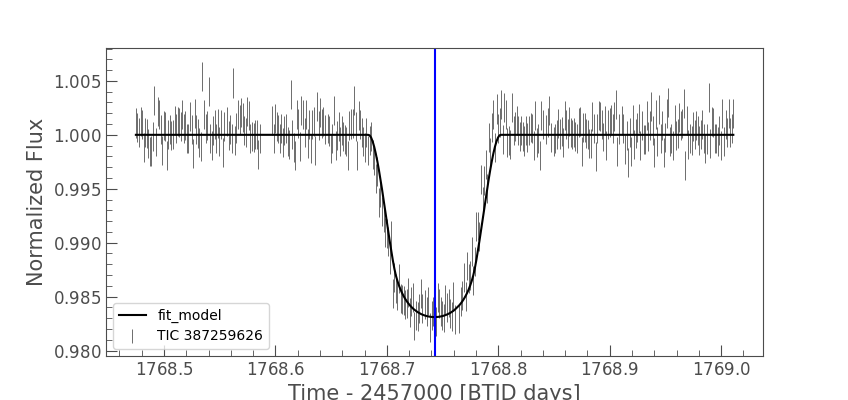 Normalized Flux
1.005
1.000
0.995
0.990
0.985
0.980
fit_model
TIC 387259626
1768.5 1768.6 1768.7 1768.8 1768.9 1769.0
Time - 2457000 [BTJD days]